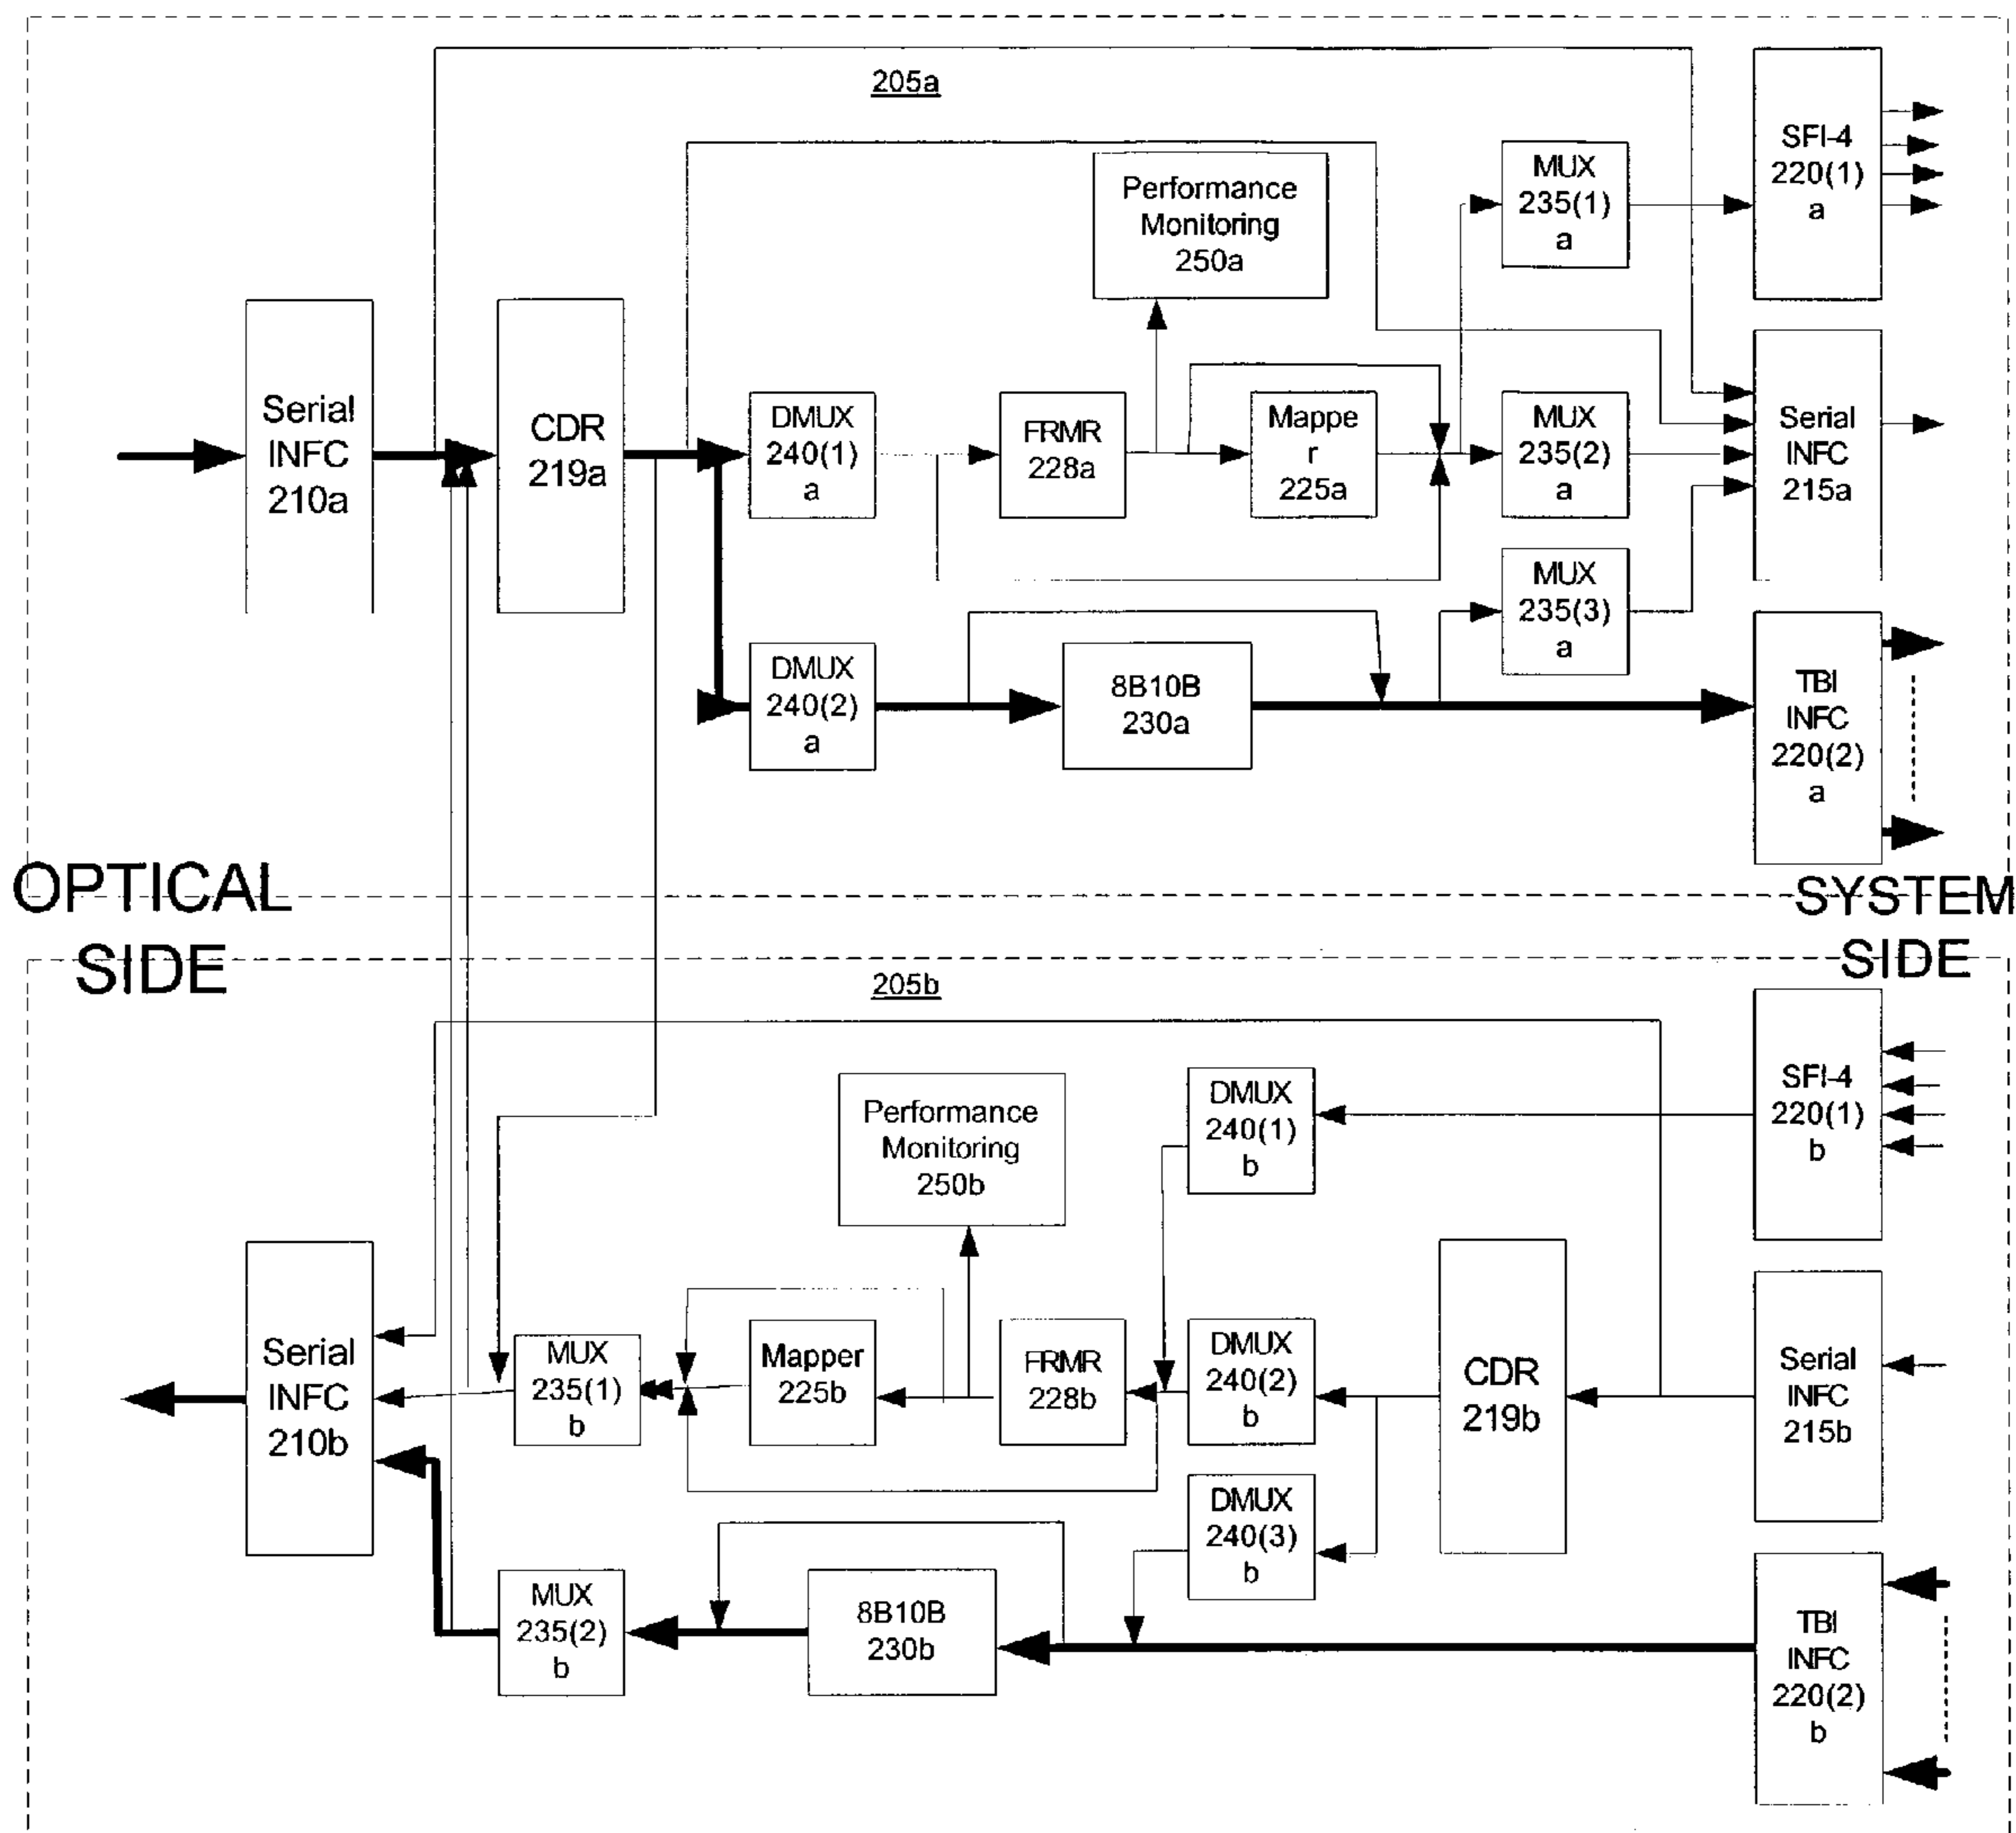 205a
SFI-4
220(1)
a
MUX
235(1)
a
Performance
Monitoring
250a
Serial
INFC
210a
CDR
219a
DMUX
240(1)
a
FRMR
228a
Mappe
r
225a
MUX
235(2)
a
Serial
INFC
215a
MUX
235(3)
a
DMUX
240(2)
a
8B10B
230a
TBI
INFC
220(2)
a
OPTICAL
SIDE
SYSTEM
SIDE
205b
SFI-4
220(1)
b
DMUX
240(1)
b
Performance
Monitoring
250b
Serial
INFC
210b
MUX
235(1)
b
Mapper
225b
FRMR
228b
DMUX
240(2)
b
CDR
219b
Serial
INFC
215b
DMUX
240(3)
b
MUX
235(2)
b
8B10B
230b
TBI
INFC
220(2)
b